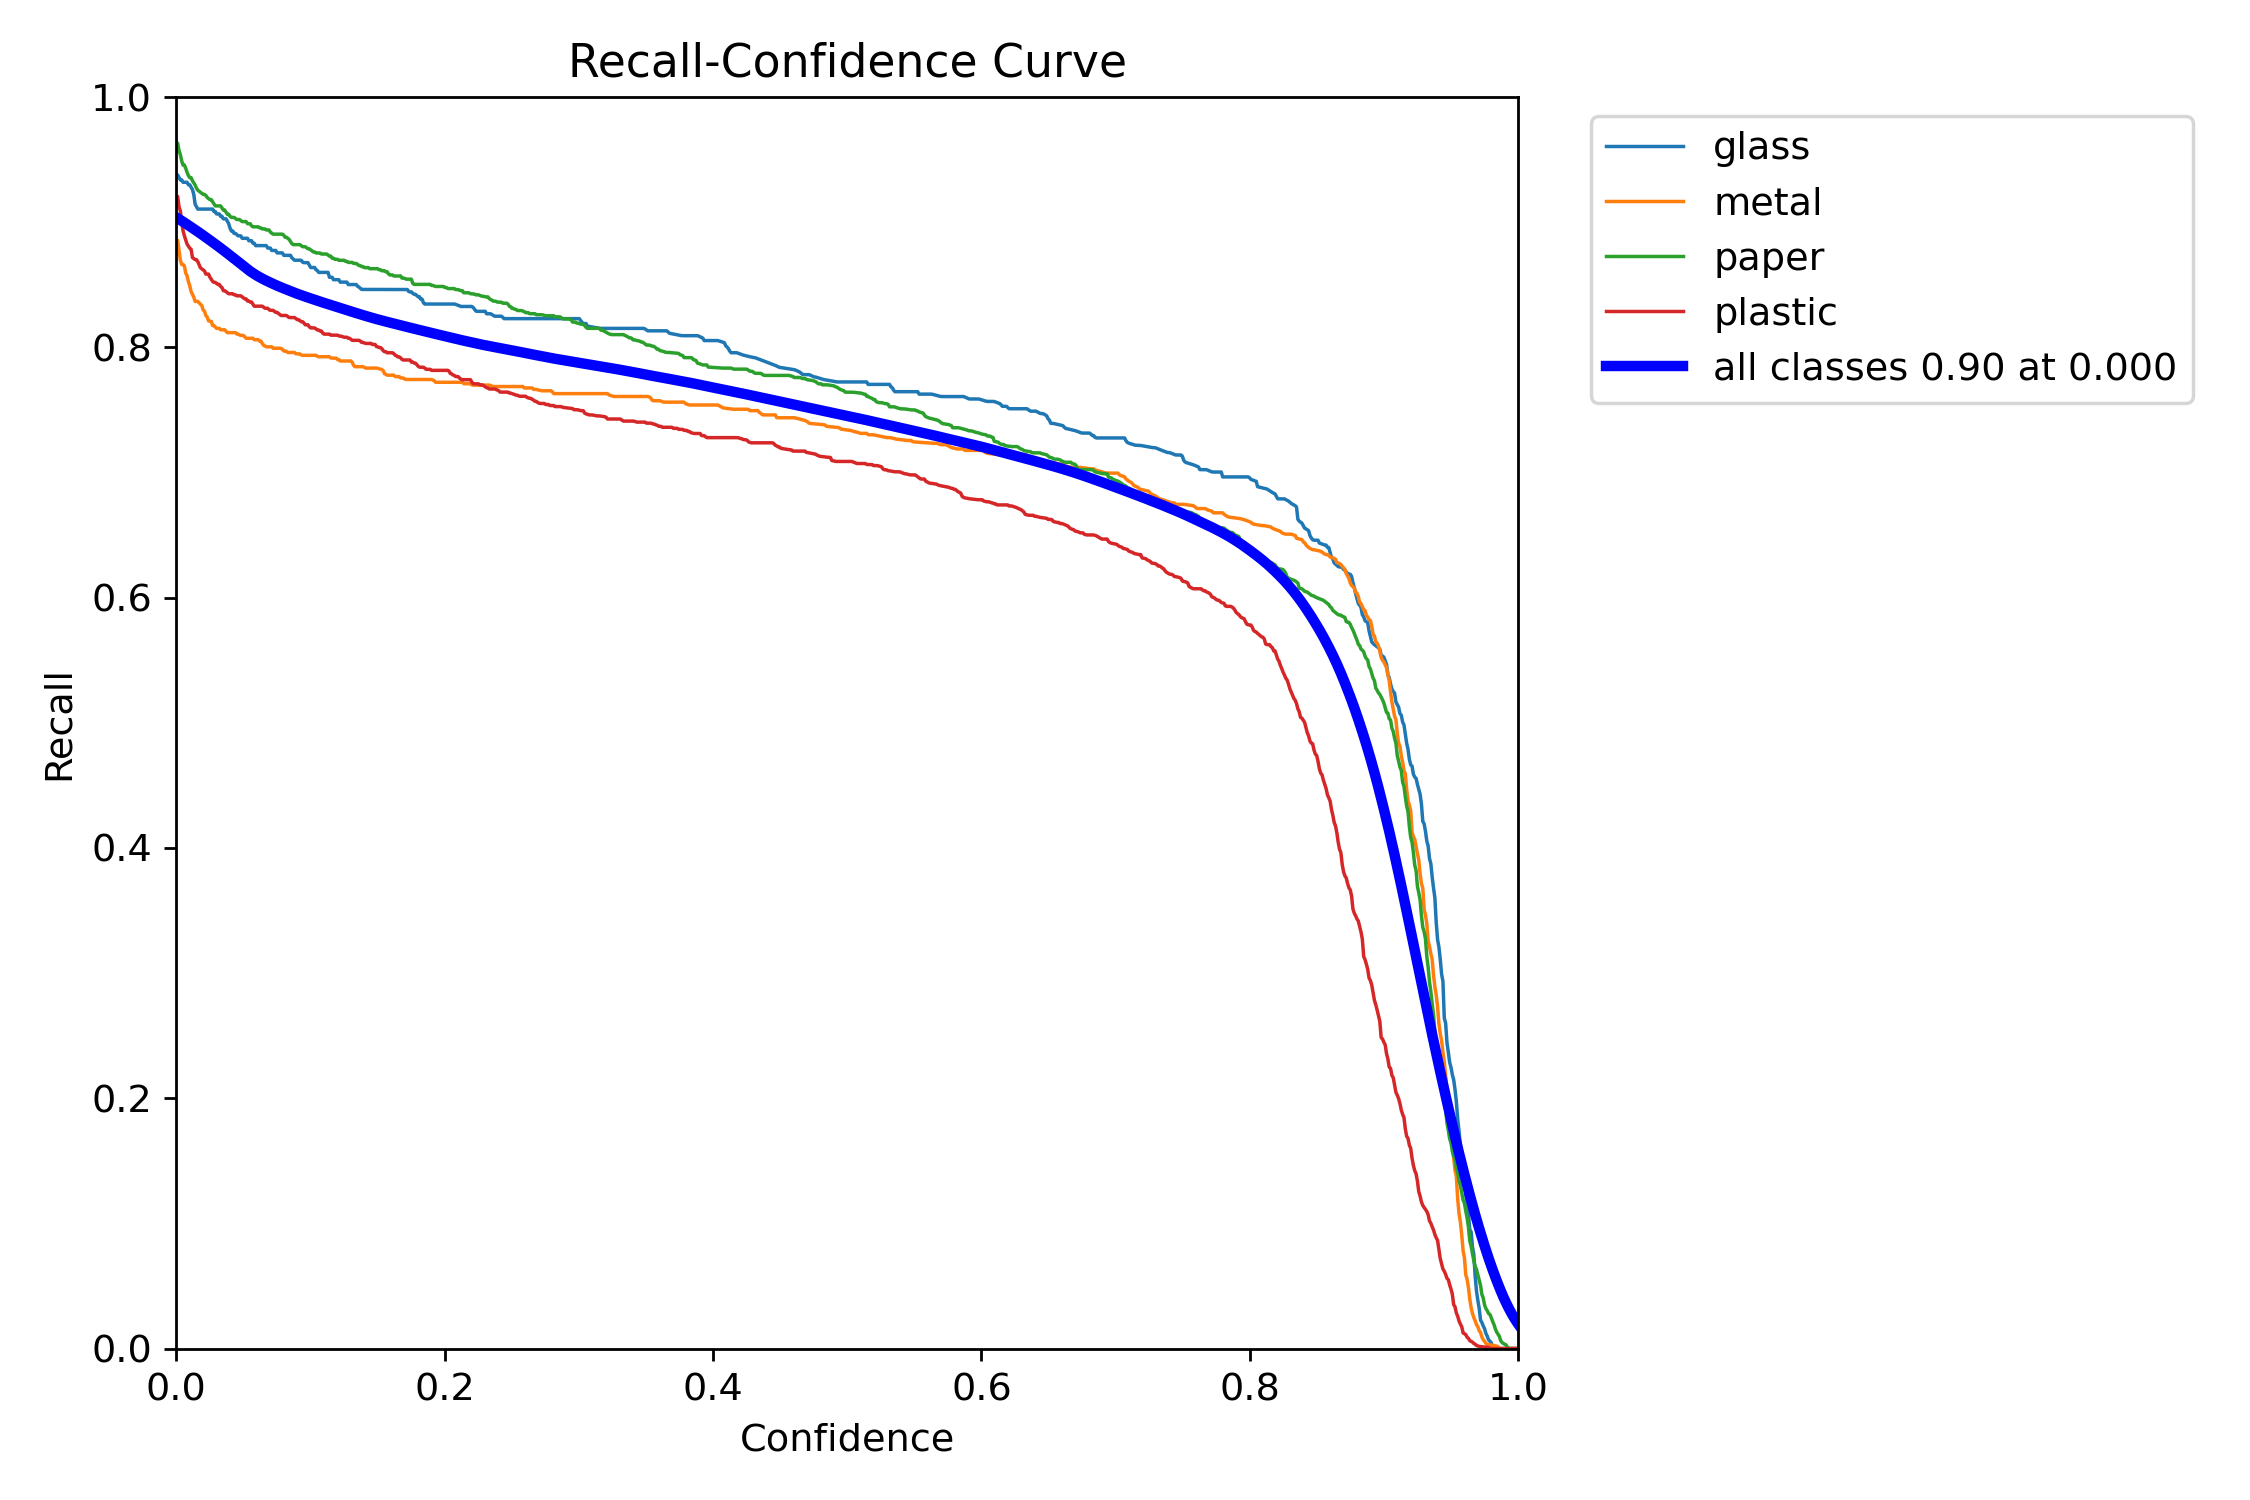 Recall-Confidence Curve
1.0
0.8
0.6
0.4
0.2
0.0
Recall
0.0 0.2 0.4 0.6 0.8 1.0
Confidence
glass
metal
paper
plastic
all classes 0.90 at 0.000